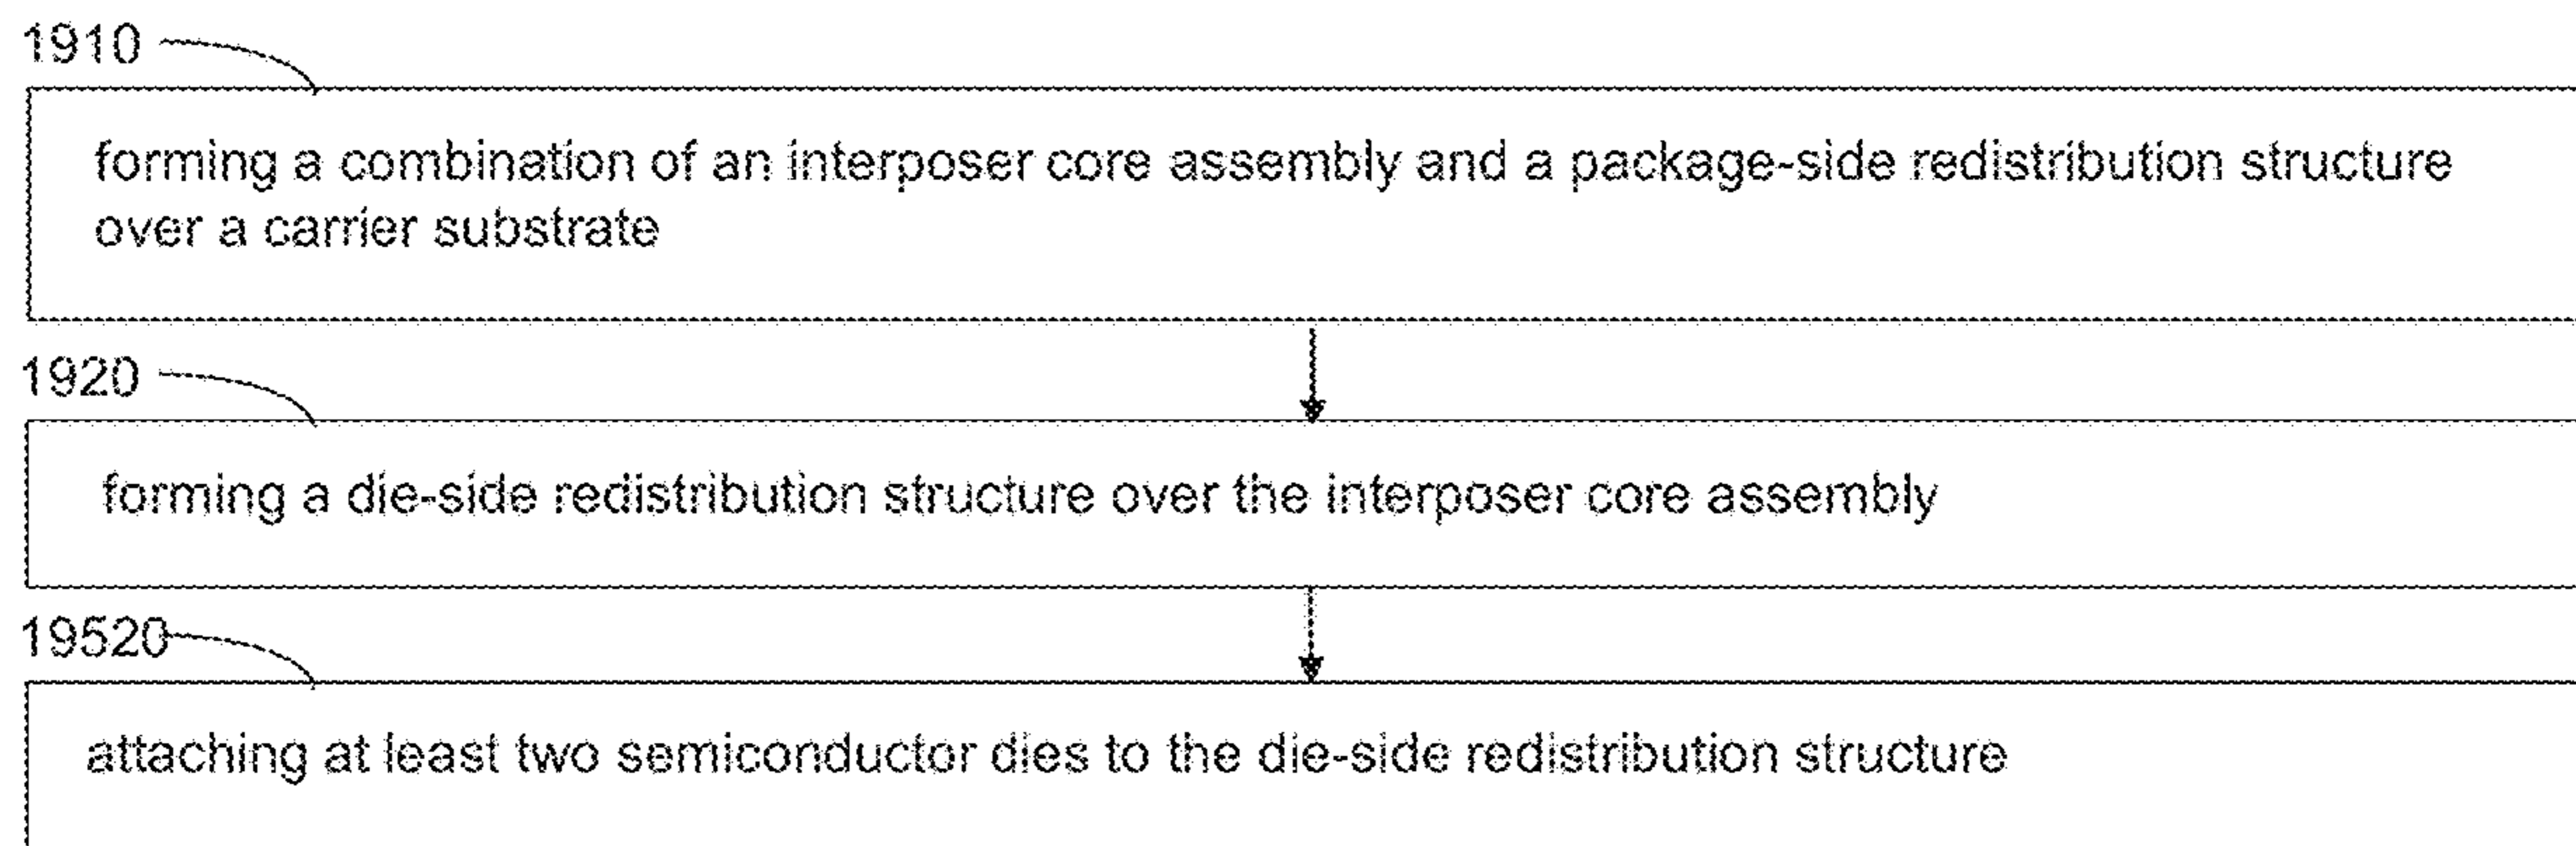 1910
forming a combination of an interposer core assembly and a package-side redistribution structure
over a carrier substrate
1920
forming a die-side redistribution structure over the interposer core assembly
19520
attaching at least two semiconductor dies to the die-side redistribution structure